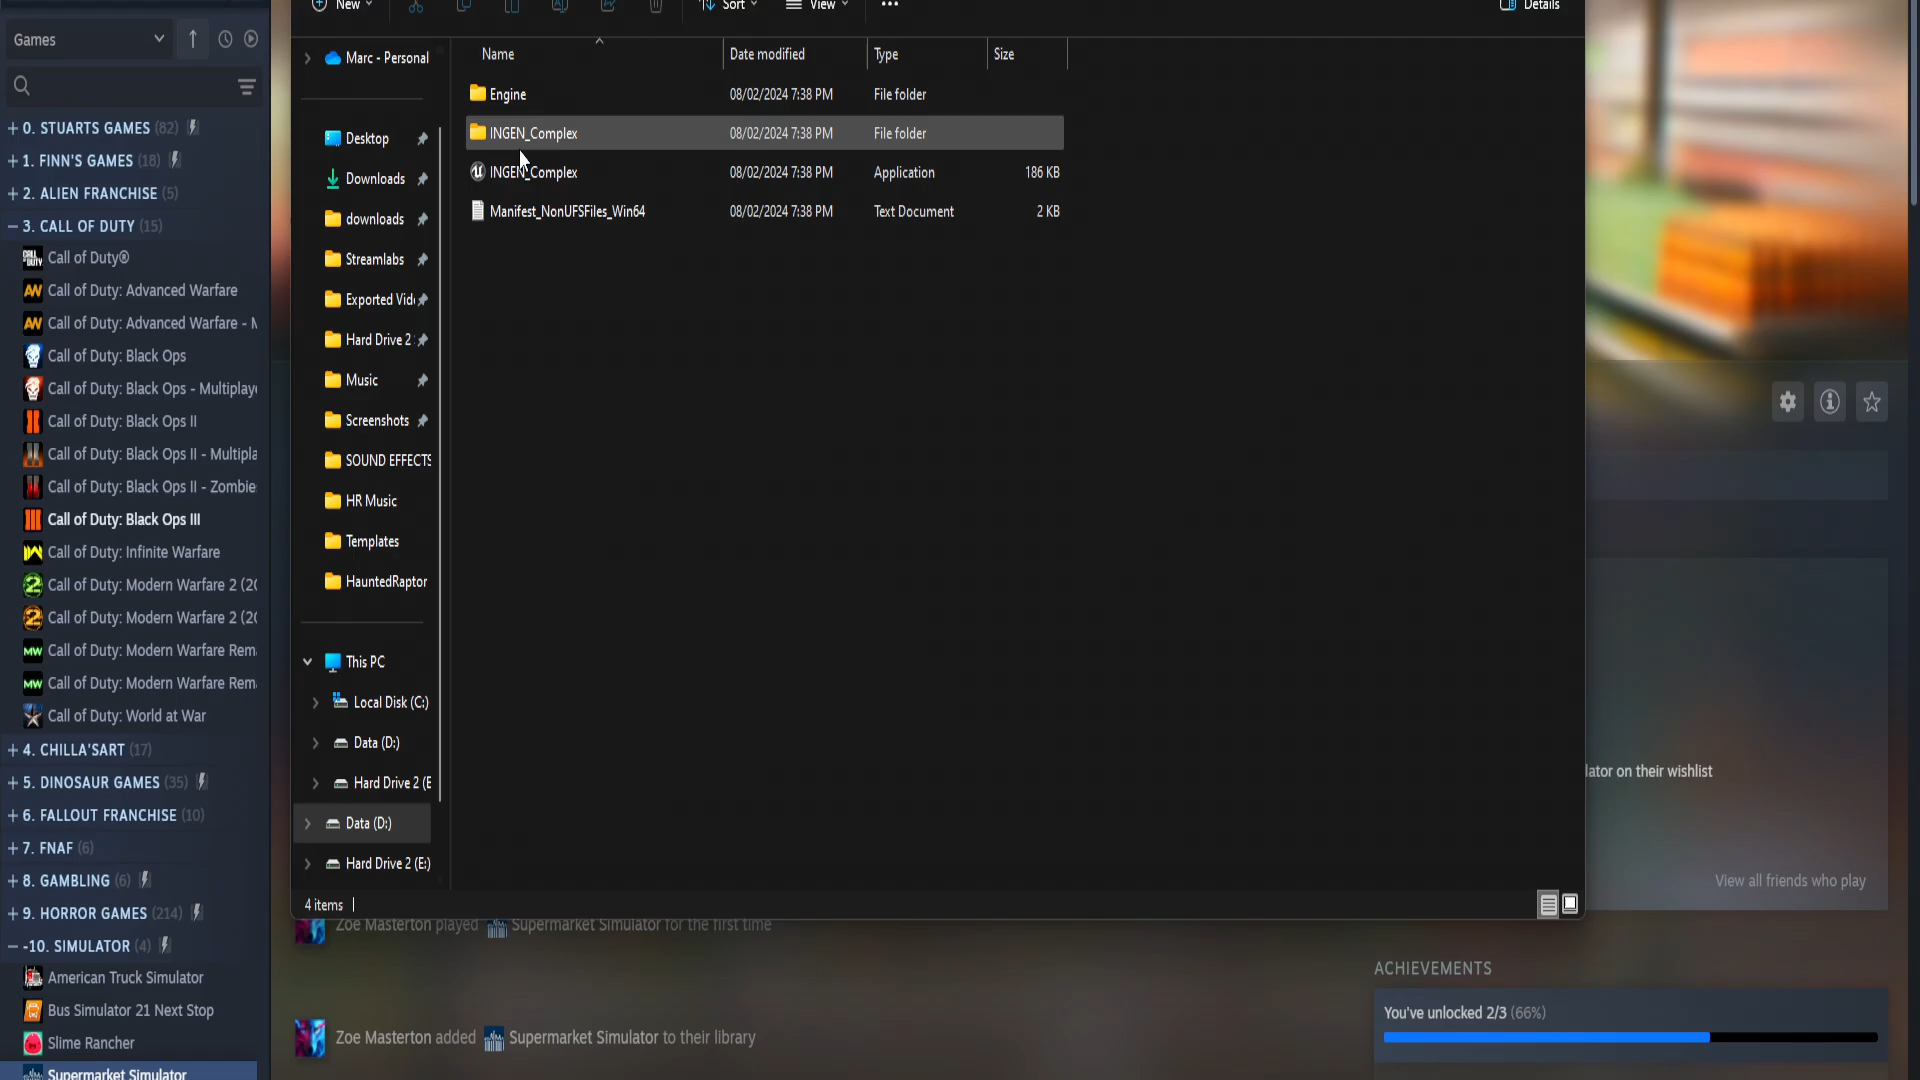 Games
+ 0. STUARTS GAMES (82)
+ 1. FINN'S GAMES (18)
+ 2. ALIEN FRANCHISE (5)
− 3. CALL OF DUTY (15)
Call of Duty®
Call of Duty: Advanced Warfare
Call of Duty: Advanced Warfare - M
Call of Duty: Black Ops
Call of Duty: Black Ops - Multiplaye
Call of Duty: Black Ops II
Call of Duty: Black Ops II - Multipla
Call of Duty: Black Ops II - Zombie
Call of Duty: Black Ops III
Call of Duty: Infinite Warfare
Call of Duty: Modern Warfare 2 (20
Call of Duty: Modern Warfare 2 (20
Call of Duty: Modern Warfare Rem
Call of Duty: Modern Warfare Rem
Call of Duty: World at War
+ 4. CHILLA'SART (17)
+ 5. DINOSAUR GAMES (35)
+ 6. FALLOUT FRANCHISE (10)
+ 7. FNAF (6)
+ 8. GAMBLING (6)
+ 9. HORROR GAMES (214)
− -10. SIMULATOR (4)
American Truck Simulator
Bus Simulator 21 Next Stop
Slime Rancher
Supermarket Simulator
New
Sort
View
Details
Marc - Personal
Desktop
Downloads
downloads
Streamlabs
Exported Vid
Hard Drive 2
Music
Screenshots
SOUND EFFECTS
HR Music
Templates
HauntedRaptor
This PC
Local Disk (C:)
Data (D:)
Hard Drive 2 (E
Data (D:)
Hard Drive 2 (E:)
4 items
Name Date modified Type Size
Engine 08/02/2024 7:38 PM File folder
INGEN_Complex 08/02/2024 7:38 PM File folder
INGEN_Complex 08/02/2024 7:38 PM Application 186 KB
Manifest_NonUFSFiles_Win64 08/02/2024 7:38 PM Text Document 2 KB
lator on their wishlist
View all friends who play
Zoe Masterton played Supermarket Simulator for the first time
Zoe Masterton added Supermarket Simulator to their library
ACHIEVEMENTS
You've unlocked 2/3 (66%)